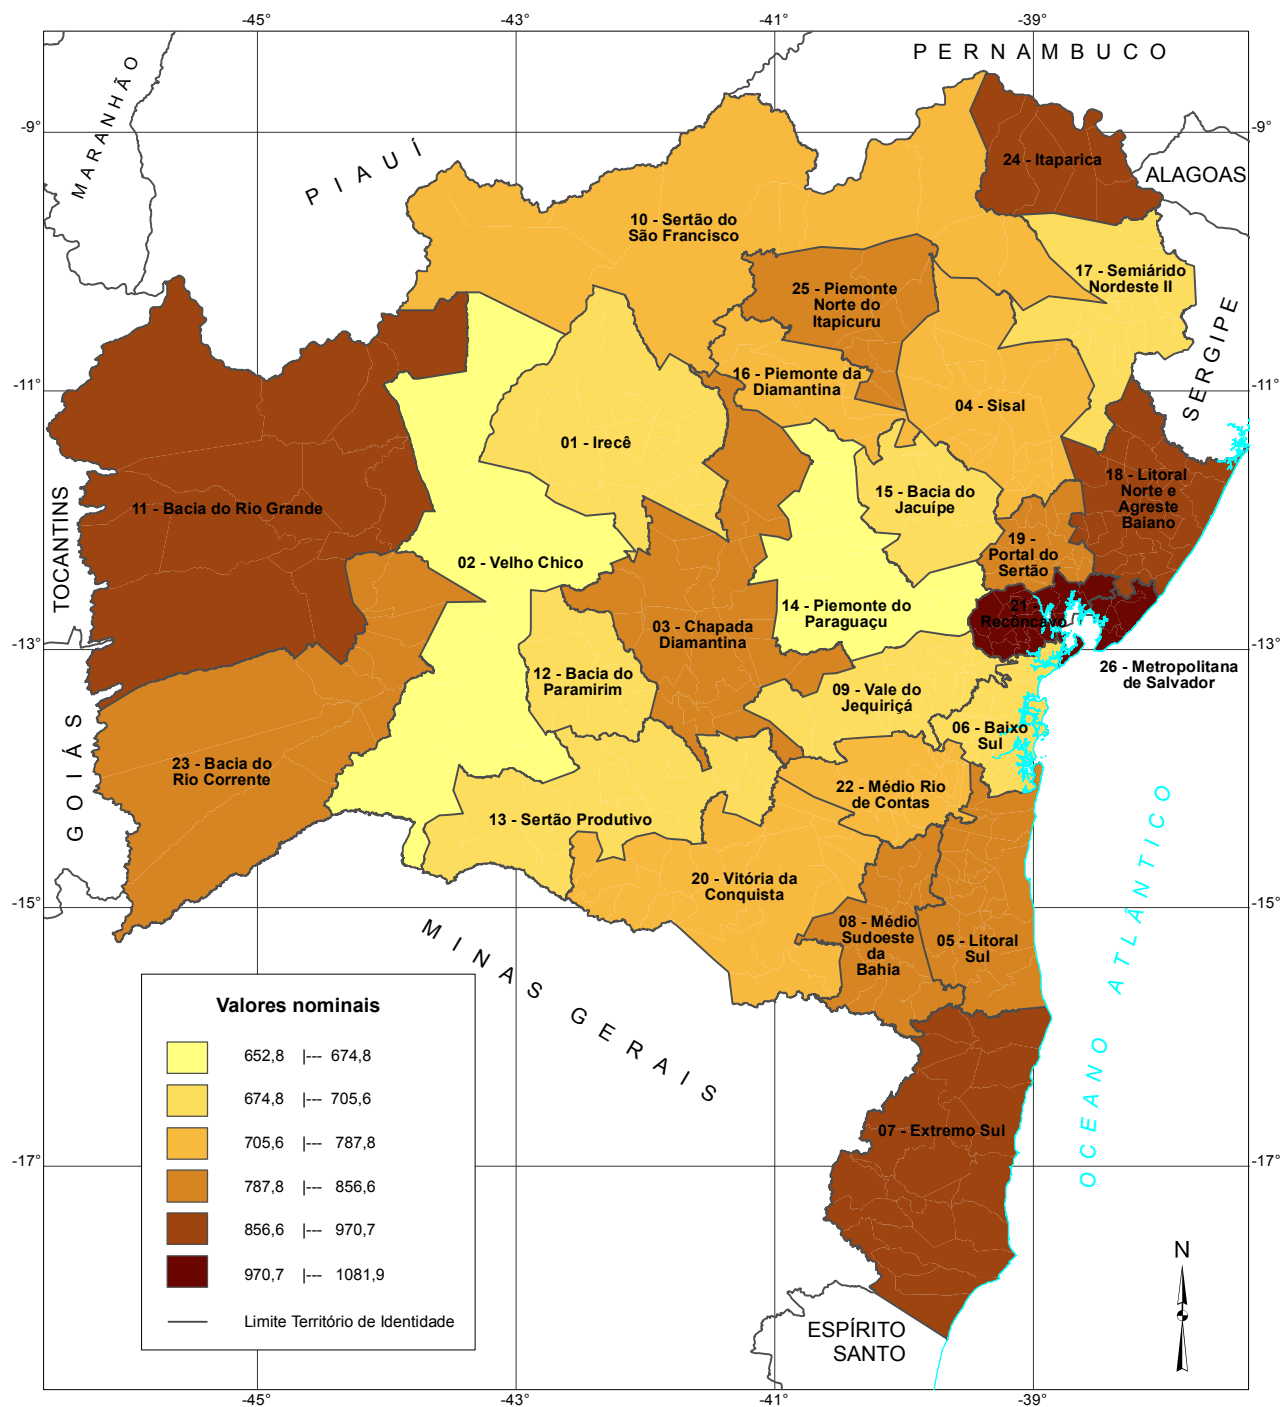 -45°
-43°
-41°
-39°
PERNAMBUCO
MARANHÃO
PIAUÍ
-9°
-9°
24 - Itaparica
ALAGOAS
10 - Sertão do
São Francisco
17 - Semiárido
Nordeste II
25 - Piemonte
Norte do
Itapicuru
SERGIPE
-11°
-11°
16 - Piemonte da
Diamantina
04 - Sisal
01 - Irecê
18 - Litoral
Norte e
Agreste
Baiano
15 - Bacia do
Jacuípe
11 - Bacia do Rio Grande
TOCANTINS
19 -
Portal do
Sertão
02 - Velho Chico
14 - Piemonte do
Paraguaçu
21 -
Recôncavo
03 - Chapada
Diamantina
-13°
-13°
26 - Metropolitana
de Salvador
12 - Bacia do
Paramirim
09 - Vale do
Jequiriçá
06 - Baixo
Sul
GOIÁS
23 - Bacia do
Rio Corrente
22 - Médio Rio
de Contas
13 - Sertão Produtivo
OCEANO ATLÂNTICO
20 - Vitória da
Conquista
-15°
-15°
08 - Médio
Sudoeste
da
Bahia
05 - Litoral
Sul
MINAS GERAIS
Valores nominais
652,8 |--- 674,8
674,8 |--- 705,6
705,6 |--- 787,8
787,8 |--- 856,6
856,6 |--- 970,7
970,7 |--- 1081,9
Limite Território de Identidade
07 - Extremo Sul
-17°
-17°
N
ESPÍRITO
SANTO
-45°
-43°
-41°
-39°